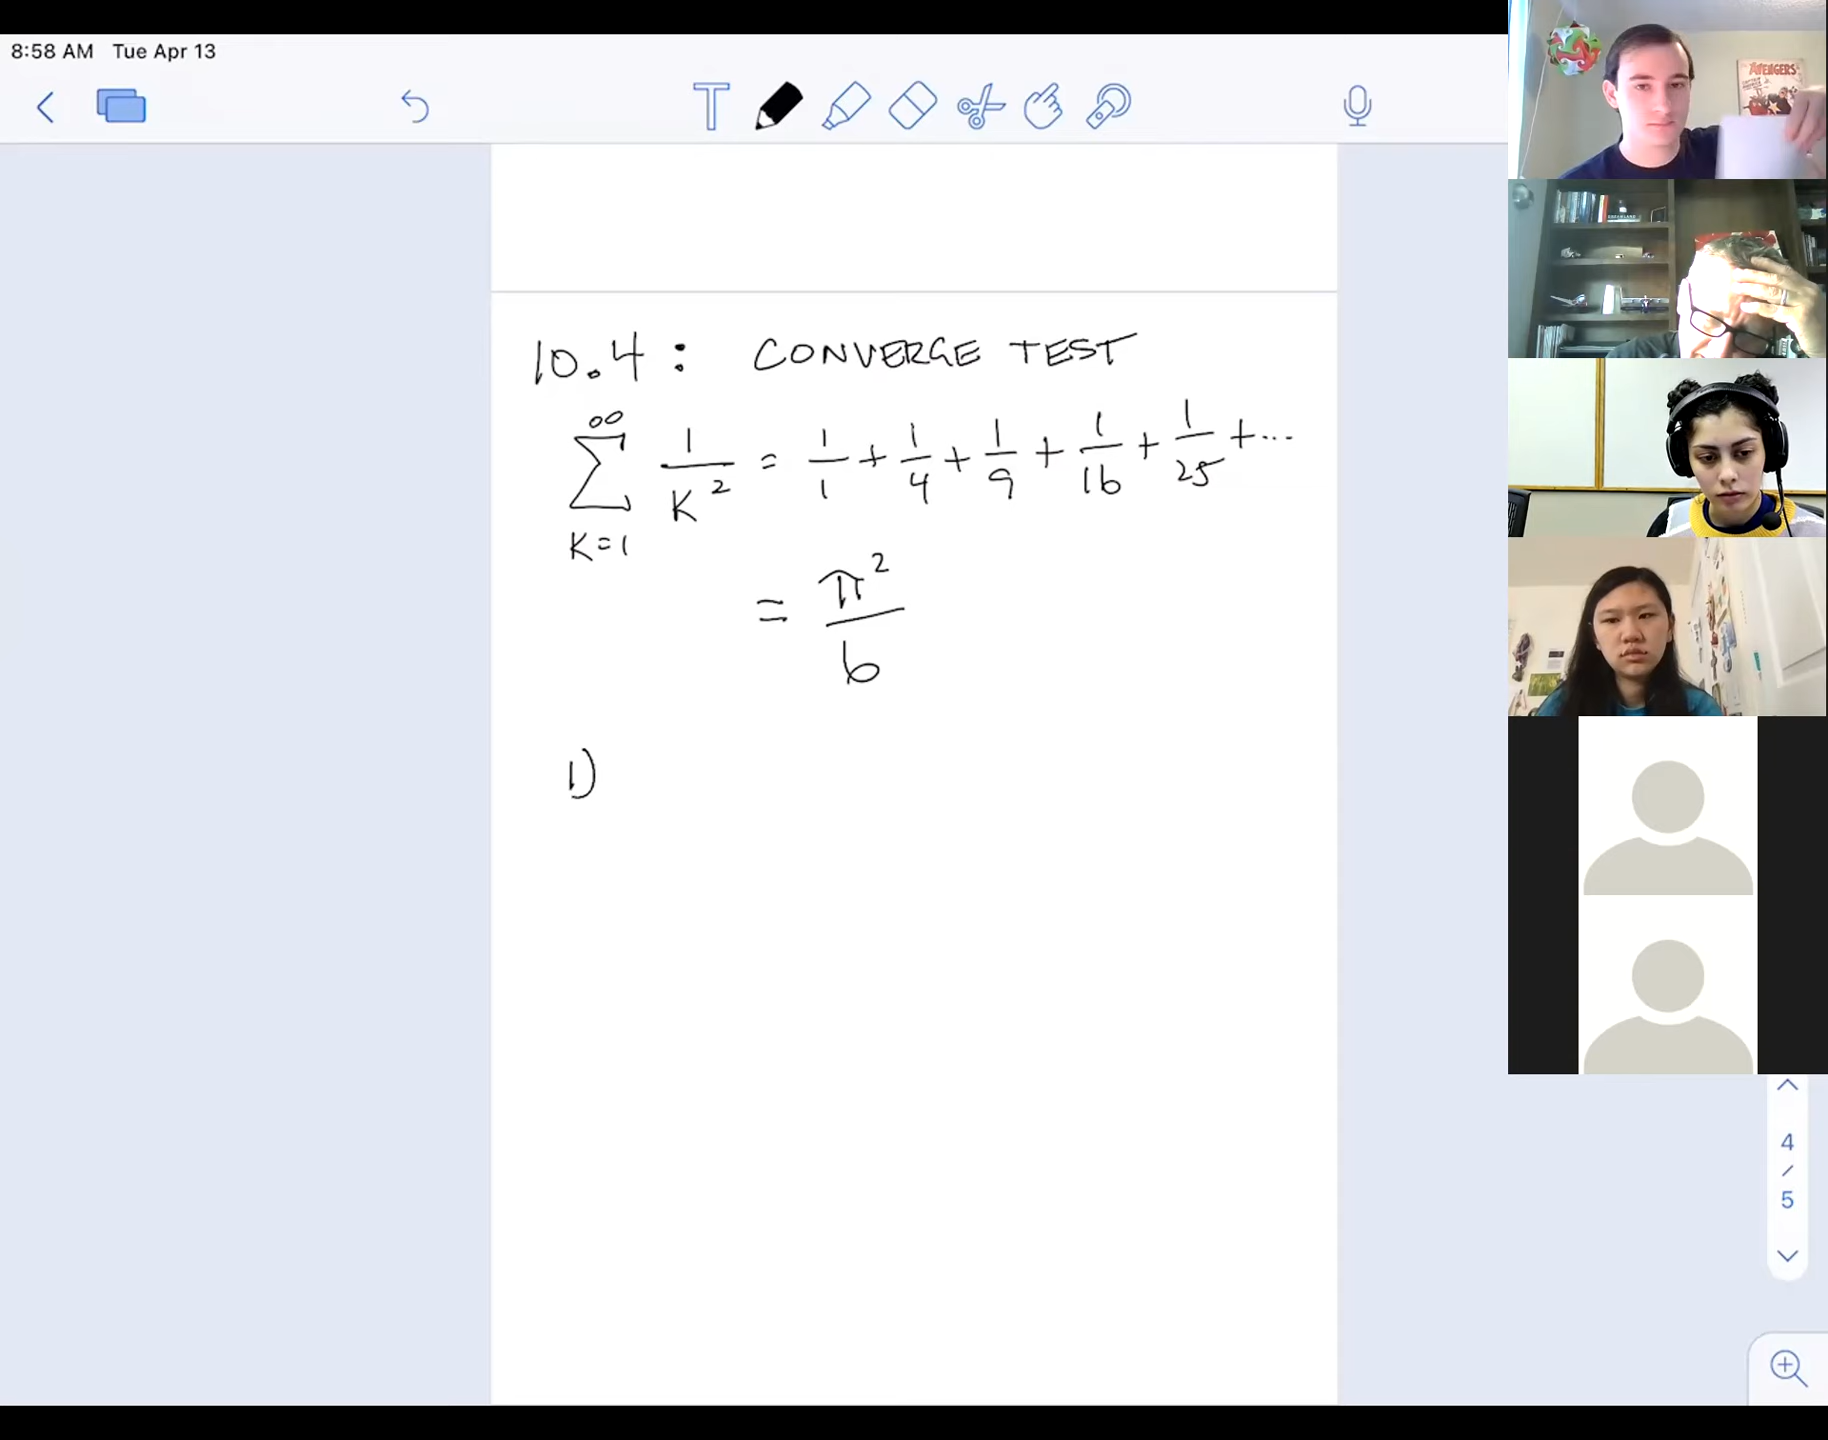 8:58 AM Tue Apr 13
T
AVENGERS
10.4: CONVERGE TEST
∞
∑ 1/K² = 1/1 + 1/4 + 1/9 + 1/16 + 1/25 + ...
K=1
= π²/6
1)
4
/
5